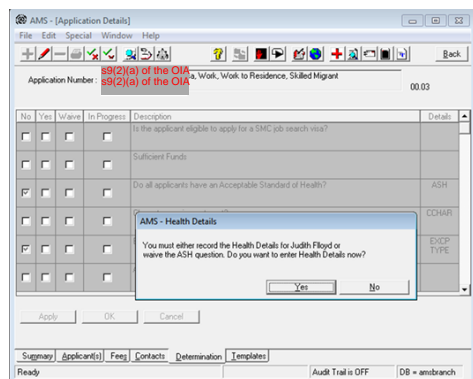 AMS - [Application Details]
File Edit Special Window Help
Back
Application Number :
s9(2)(a) of the OIA
s9(2)(a) of the OIA
a, Work, Work to Residence, Skilled Migrant
00.03
No Yes Waive In Progress Description Details
Is the applicant eligible to apply for a SMC job search visa?
Sufficient Funds
Do all applicants have an Acceptable Standard of Health? ASH
CCHAR
EXCP
TYPE
AMS - Health Details
You must either record the Health Details for Judith Flloyd or
waive the ASH question. Do you want to enter Health Details now?
Yes No
Apply OK Cancel
Summary Applicant(s) Fees Contacts Determination Templates
Ready Audit Trail is OFF DB = amsbranch